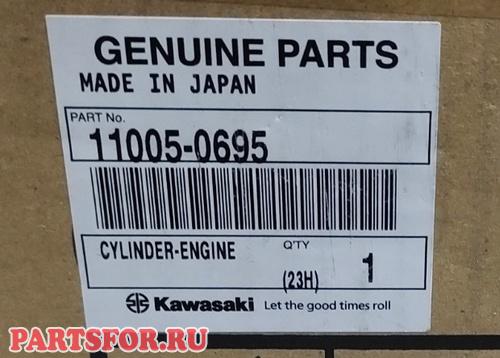 GENUINE PARTS
MADE IN JAPAN
PART No.
11005-0695
CYLINDER-ENGINE
Q'TY
(23H) 1
Kawasaki Let the good times roll
PARTSFOR.RU